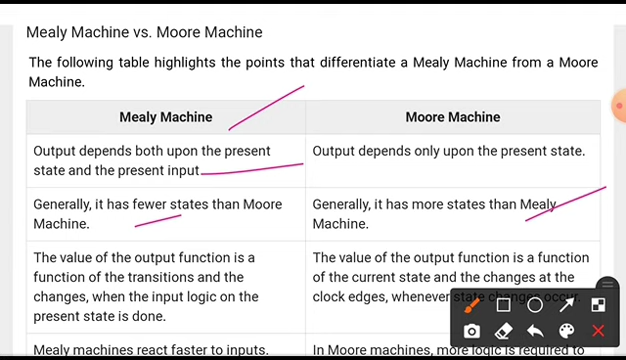 Mealy Machine vs. Moore Machine
The following table highlights the points that differentiate a Mealy Machine from a Moore
Machine.
Mealy Machine
Moore Machine
Output depends both upon the present
state and the present input
Output depends only upon the present state.
Generally, it has fewer states than Moore
Machine.
Generally, it has more states than Mealy
Machine.
The value of the output function is a
function of the transitions and the
changes, when the input logic on the
present state is done.
The value of the output function is a function
of the current state and the changes at the
clock edges, whenever state changes occur.
Mealy machines react faster to inputs.
In Moore machines, more logic is required to